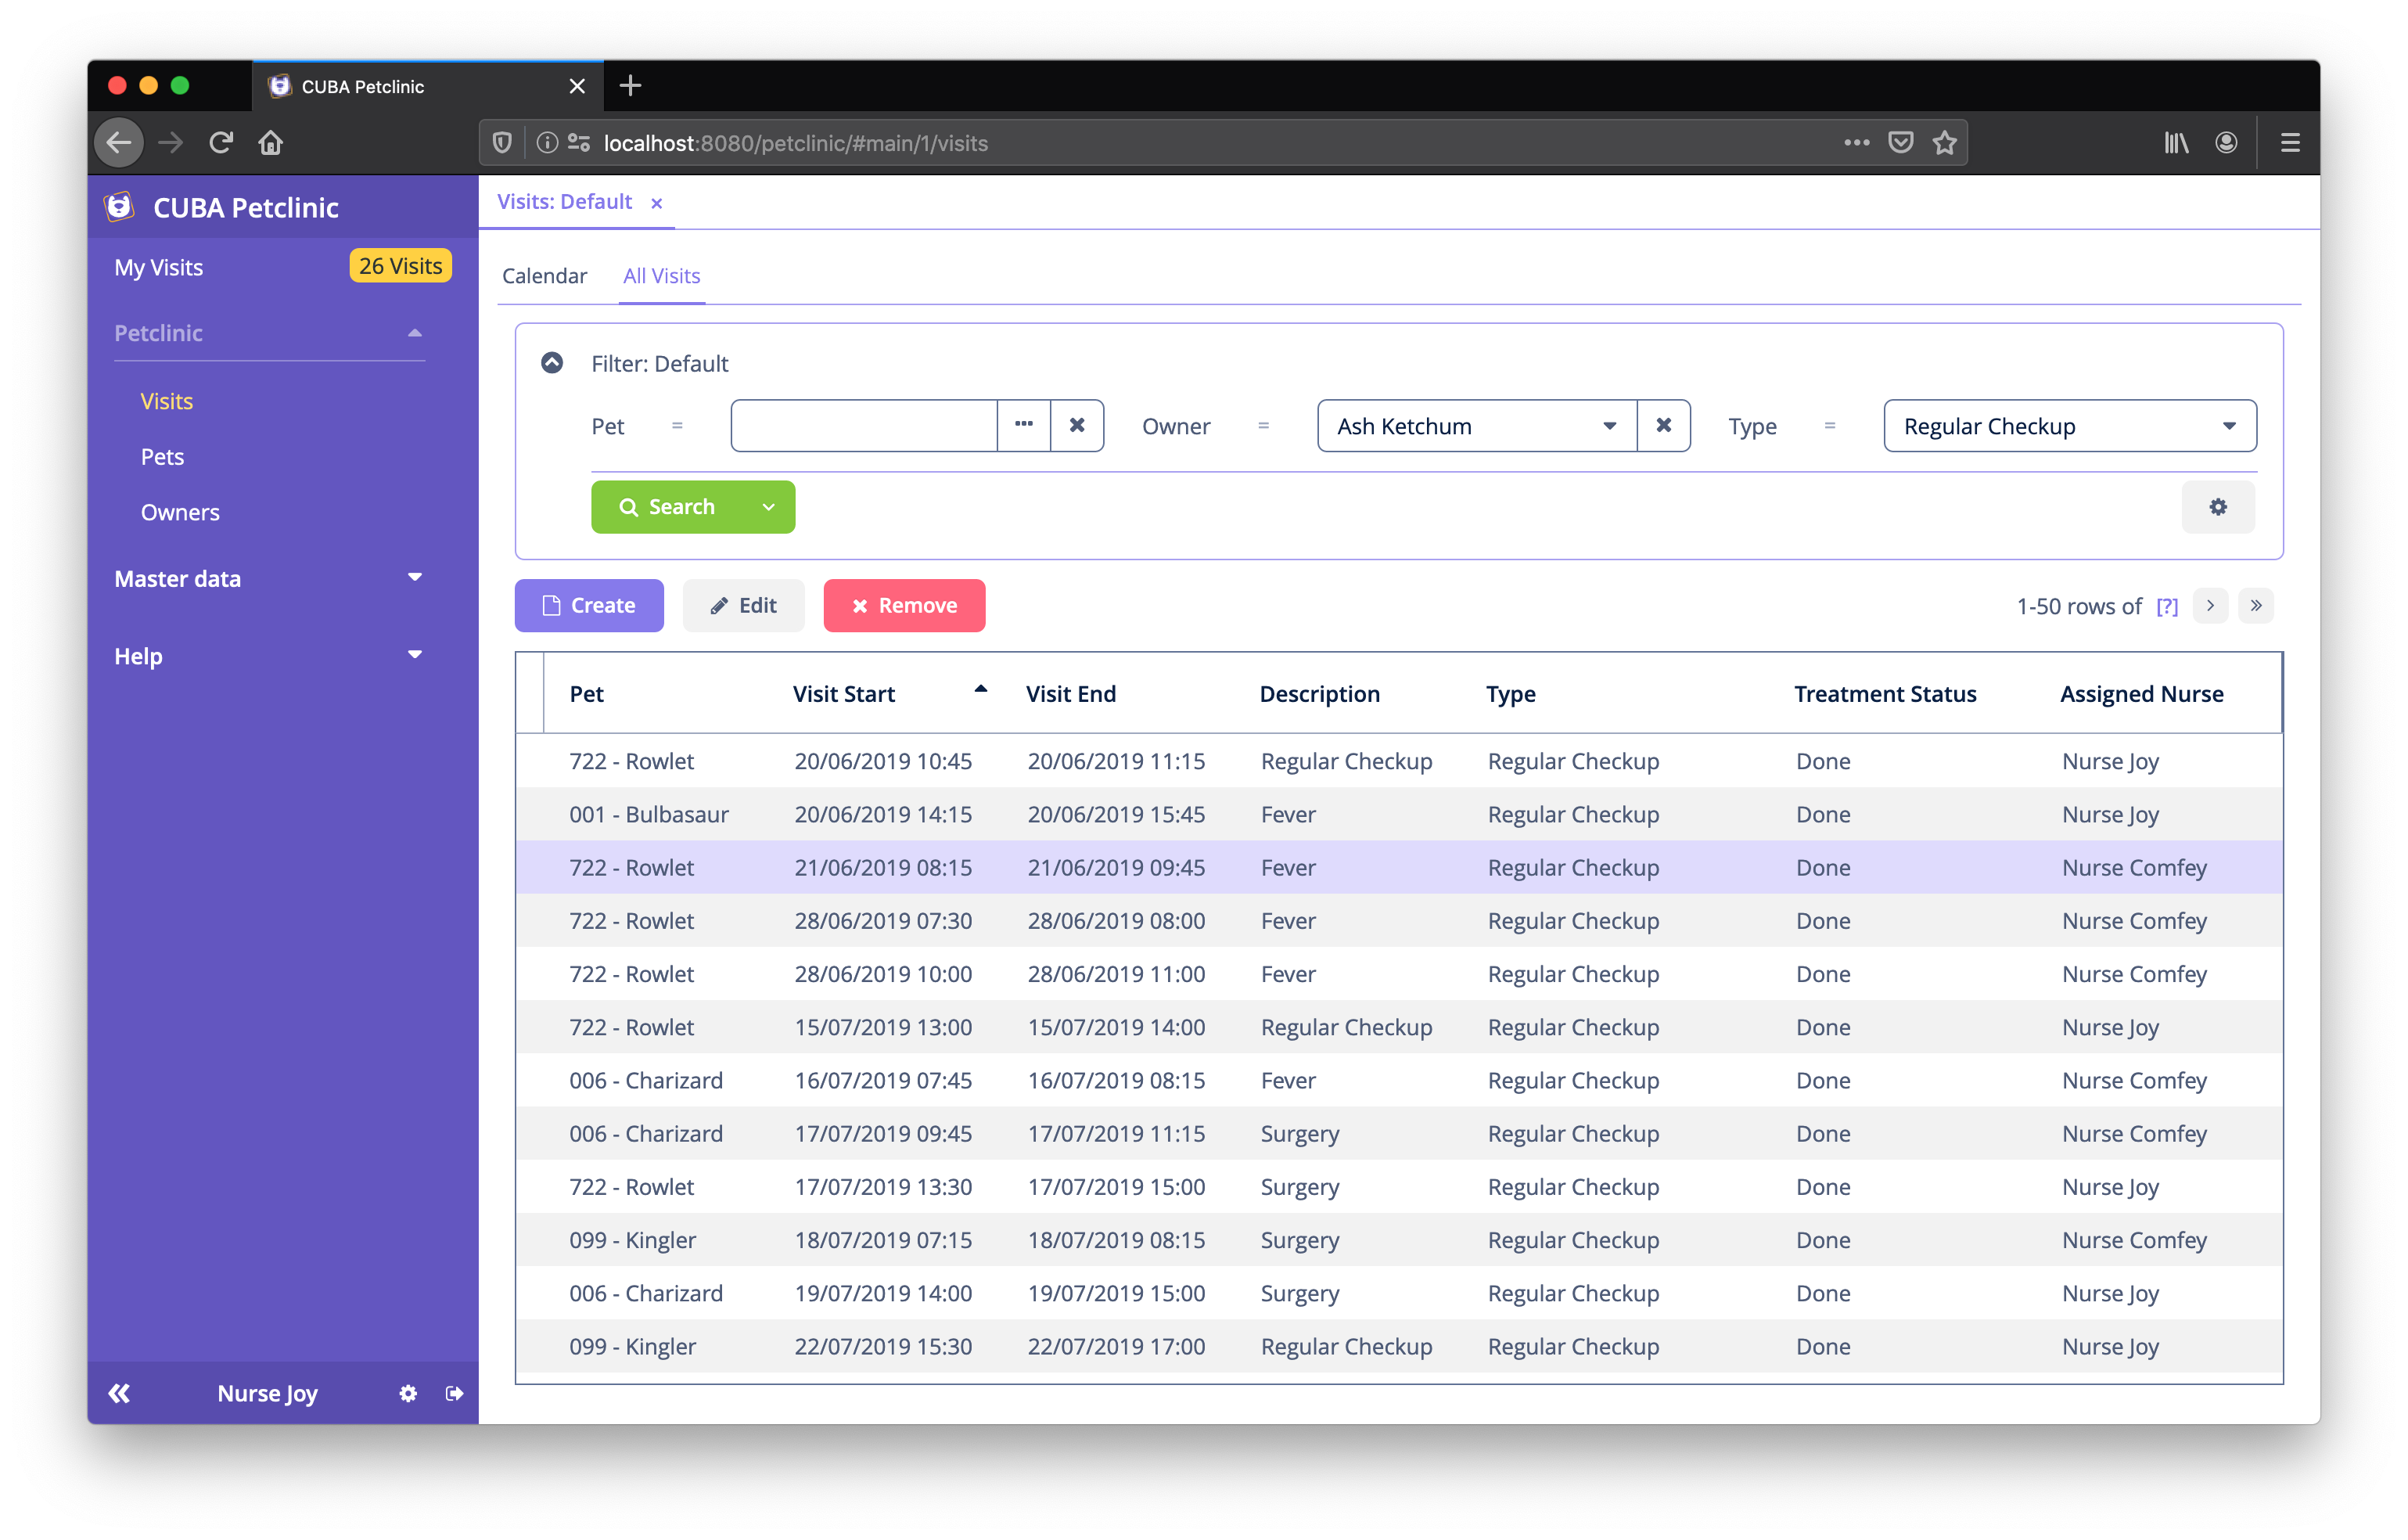 CUBA Petclinic
localhost:8080/petclinic/#main/1/visits
CUBA Petclinic
My Visits 26 Visits
Petclinic
Visits
Pets
Owners
Master data
Help
Nurse Joy
Visits: Default
Calendar All Visits
Filter: Default
Pet = Owner = Ash Ketchum Type = Regular Checkup
Search
Create Edit Remove 1-50 rows of [?]
Pet Visit Start Visit End Description Type Treatment Status Assigned Nurse
722 - Rowlet 20/06/2019 10:45 20/06/2019 11:15 Regular Checkup Regular Checkup Done Nurse Joy
001 - Bulbasaur 20/06/2019 14:15 20/06/2019 15:45 Fever Regular Checkup Done Nurse Joy
722 - Rowlet 21/06/2019 08:15 21/06/2019 09:45 Fever Regular Checkup Done Nurse Comfey
722 - Rowlet 28/06/2019 07:30 28/06/2019 08:00 Fever Regular Checkup Done Nurse Comfey
722 - Rowlet 28/06/2019 10:00 28/06/2019 11:00 Fever Regular Checkup Done Nurse Comfey
722 - Rowlet 15/07/2019 13:00 15/07/2019 14:00 Regular Checkup Regular Checkup Done Nurse Joy
006 - Charizard 16/07/2019 07:45 16/07/2019 08:15 Fever Regular Checkup Done Nurse Comfey
006 - Charizard 17/07/2019 09:45 17/07/2019 11:15 Surgery Regular Checkup Done Nurse Comfey
722 - Rowlet 17/07/2019 13:30 17/07/2019 15:00 Surgery Regular Checkup Done Nurse Joy
099 - Kingler 18/07/2019 07:15 18/07/2019 08:15 Surgery Regular Checkup Done Nurse Comfey
006 - Charizard 19/07/2019 14:00 19/07/2019 15:00 Surgery Regular Checkup Done Nurse Joy
099 - Kingler 22/07/2019 15:30 22/07/2019 17:00 Regular Checkup Regular Checkup Done Nurse Joy